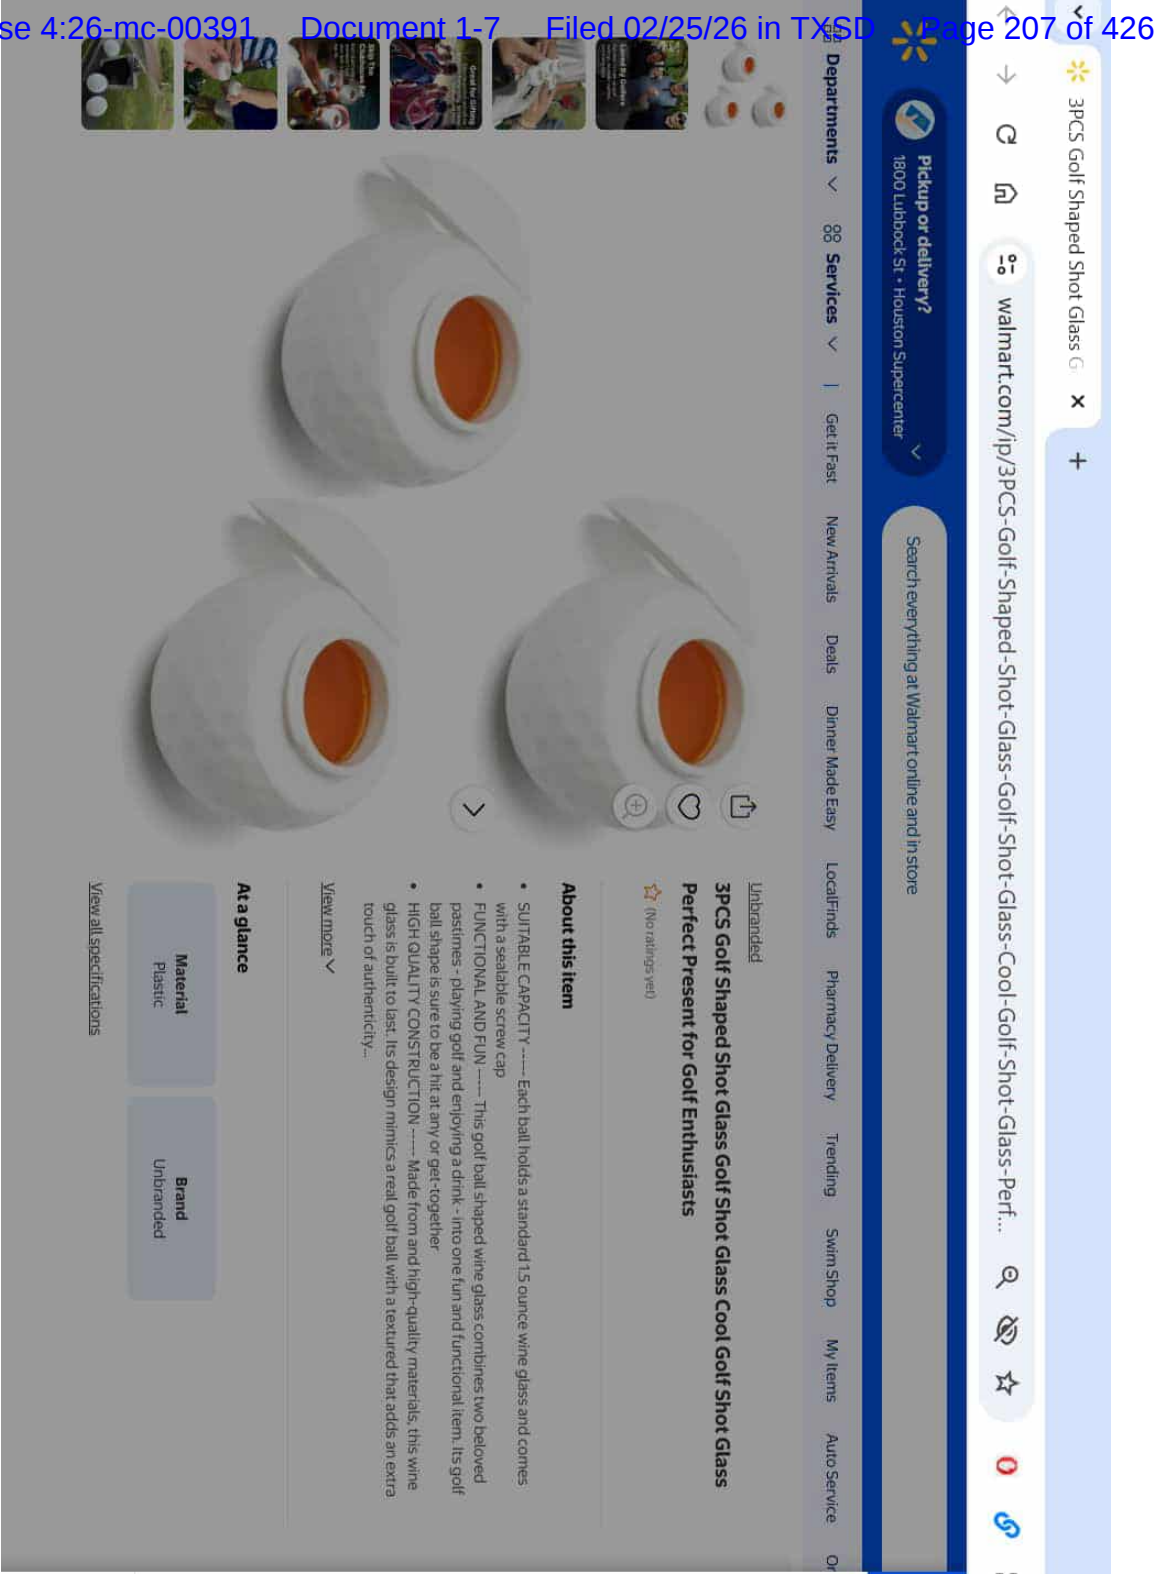 se 4:26-mc-00391 Document 1-7 Filed 02/25/26 in TXSD Page 207 of 426
3PCS Golf Shaped Shot Glass G
walmart.com/ip/3PCS-Golf-Shaped-Shot-Glass-Golf-Shot-Glass-Cool-Golf-Shot-Glass-Perf...
Pickup or delivery?
1800 Lubbock St • Houston Supercenter
Search everything at Walmart online and in store
Departments
Services
Get it Fast
New Arrivals
Deals
Dinner Made Easy
LocalFinds
Pharmacy Delivery
Trending
Swim Shop
My Items
Auto Service
Or
Loved By Golfers
Great for Gifting
Unbranded
3PCS Golf Shaped Shot Glass Golf Shot Glass Cool Golf Shot Glass
Perfect Present for Golf Enthusiasts
(No ratings yet)
About this item
• SUITABLE CAPACITY ----- Each ball holds a standard 1.5 ounce wine glass and comes
with a sealable screw cap
• FUNCTIONAL AND FUN ----- This golf ball shaped wine glass combines two beloved
pastimes - playing golf and enjoying a drink - into one fun and functional item. Its golf
ball shape is sure to be a hit at any or get-together
• HIGH QUALITY CONSTRUCTION ----- Made from and high-quality materials, this wine
glass is built to last. Its design mimics a real golf ball with a textured that adds an extra
touch of authenticity...
View more
At a glance
Material
Plastic
Brand
Unbranded
View all specifications